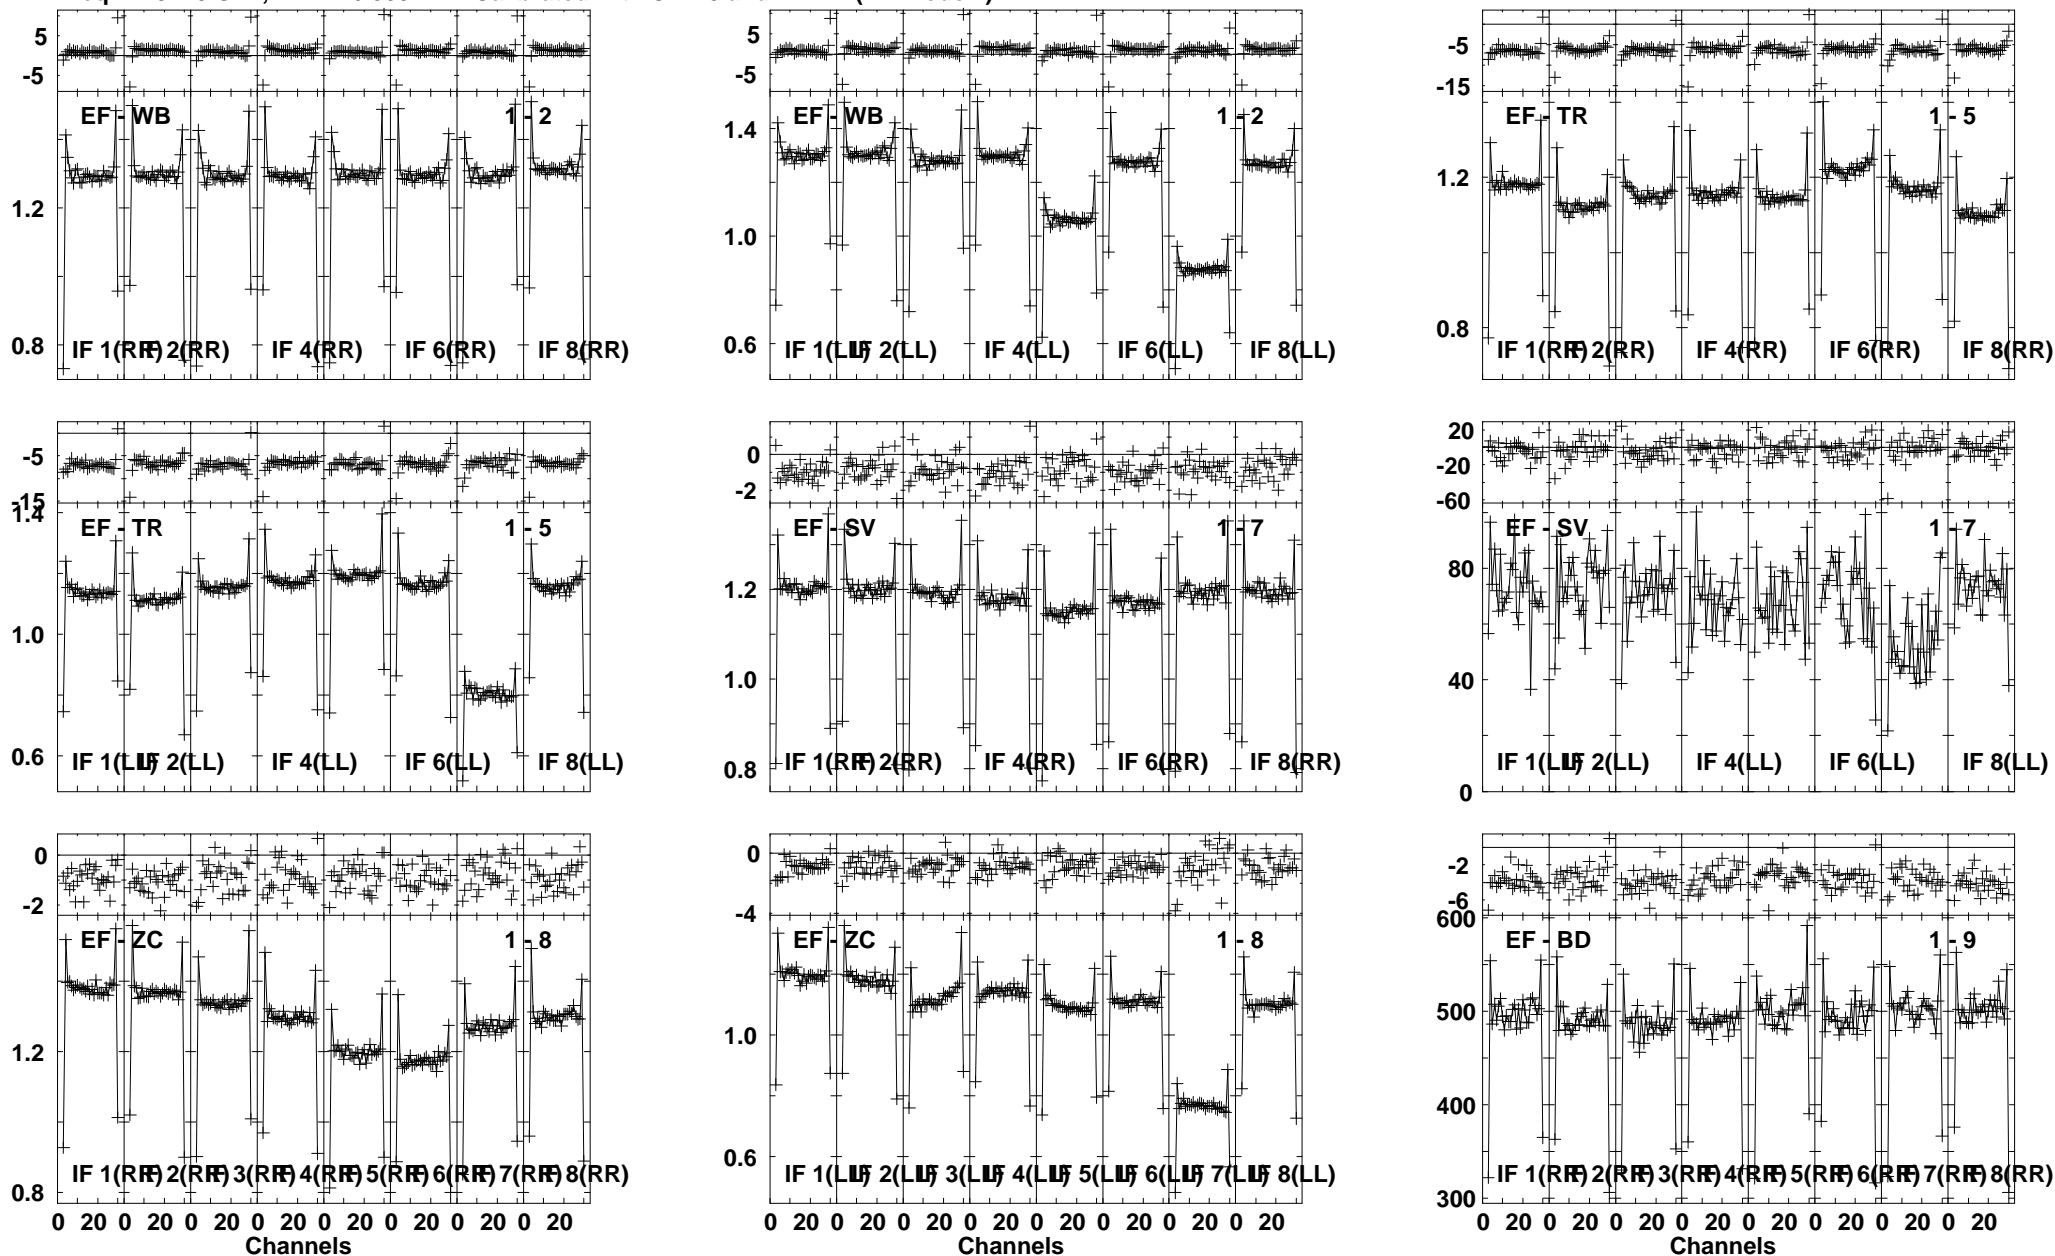 5
-5
EF - WB 1 - 2
1.2
0.8
IF 1(RR) IF 2(RR) IF 4(RR) IF 6(RR) IF 8(RR)
5
-5
EF - WB 1 - 2
1.4
1.0
0.6
IF 1(LL) IF 2(LL) IF 4(LL) IF 6(LL) IF 8(LL)
-5
-15
EF - TR 1 - 5
1.2
0.8
IF 1(RR) IF 2(RR) IF 4(RR) IF 6(RR) IF 8(RR)
-5
-15
1.4
EF - TR 1 - 5
1.0
0.6
IF 1(LL) IF 2(LL) IF 4(LL) IF 6(LL) IF 8(LL)
0
-2
EF - SV 1 - 7
1.2
1.0
0.8
IF 1(RR) IF 2(RR) IF 4(RR) IF 6(RR) IF 8(RR)
20
-20
-60
EF - SV 1 - 7
80
40
0
IF 1(LL) IF 2(LL) IF 4(LL) IF 6(LL) IF 8(LL)
0
-2
EF - ZC 1 - 8
1.2
0.8
IF 1(RR) IF 2(RR) IF 3(RR) IF 4(RR) IF 5(RR) IF 6(RR) IF 7(RR) IF 8(RR)
0 20 0 20 0 20 0 20 0 20 0 20 0 20 0 20
Channels
0
-4
EF - ZC 1 - 8
1.0
0.6
IF 1(LL) IF 2(LL) IF 3(LL) IF 4(LL) IF 5(LL) IF 6(LL) IF 7(LL) IF 8(LL)
0 20 0 20 0 20 0 20 0 20 0 20 0 20 0 20
Channels
-2
-6
600
EF - BD 1 - 9
500
400
300
IF 1(RR) IF 2(RR) IF 3(RR) IF 4(RR) IF 5(RR) IF 6(RR) IF 7(RR) IF 8(RR)
0 20 0 20 0 20 0 20 0 20 0 20 0 20 0 20
Channels